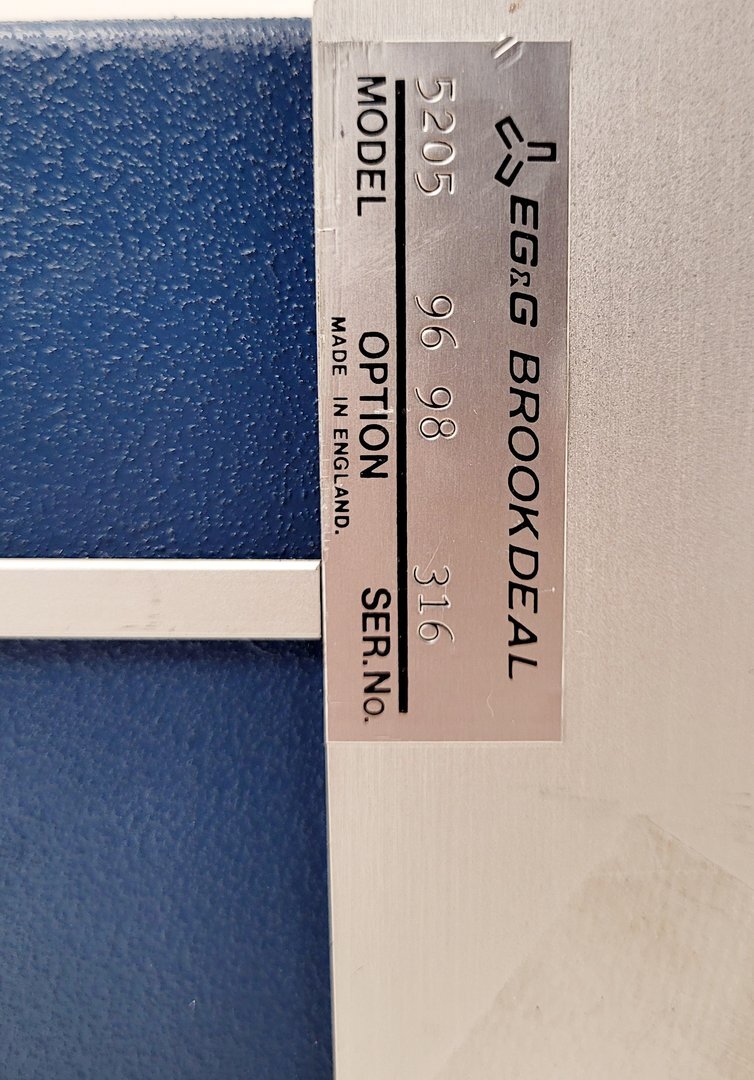 EG&G BROOKDEAL
5205 96 98 316
MODEL OPTION SER.No.
MADE IN ENGLAND.